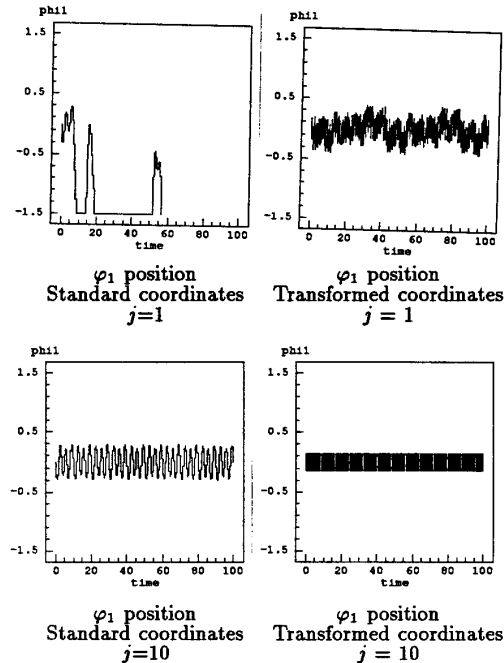 phi1
phi1
1.5
0.5
-0.5
-1.5
0 20 40 60 80 100
time
1.5
0.5
-0.5
-1.5
0 20 40 60 80 100
time
φ₁ position
Standard coordinates
j=1
φ₁ position
Transformed coordinates
j = 1
phi1
phi1
1.5
0.5
-0.5
-1.5
0 20 40 60 80 100
time
1.5
0.5
-0.5
-1.5
0 20 40 60 80 100
time
φ₁ position
Standard coordinates
j=10
φ₁ position
Transformed coordinates
j = 10